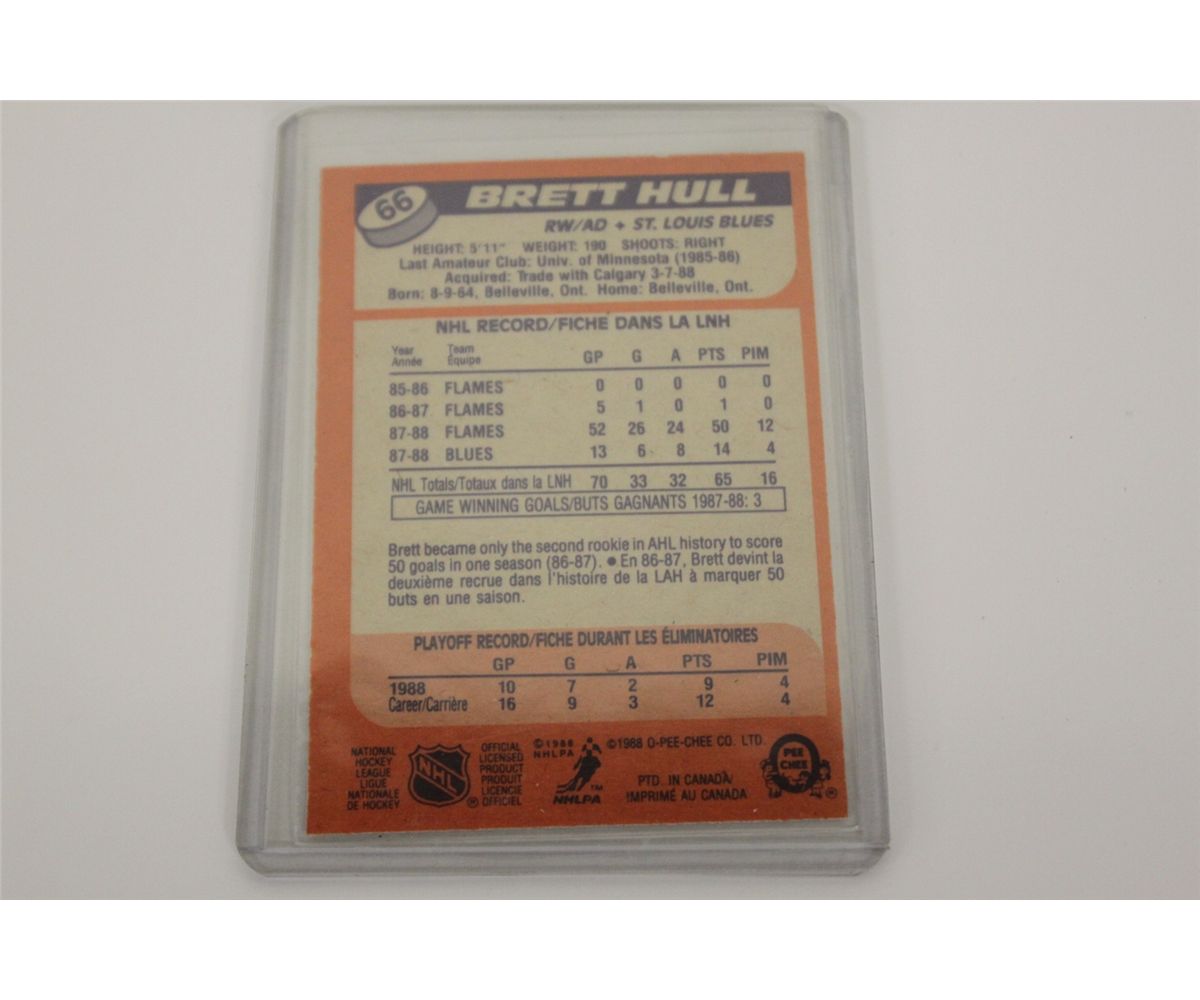 66 BRETT HULL
RW/AD + ST. LOUIS BLUES
HEIGHT: 5'11" WEIGHT: 190 SHOOTS: RIGHT
Last Amateur Club: Univ. of Minnesota (1985-86)
Acquired: Trade with Calgary 3-7-88
Born: 8-9-64, Belleville, Ont. Home: Belleville, Ont.
NHL RECORD/FICHE DANS LA LNH
Year Team
Année Équipe GP G A PTS PIM
85-86 FLAMES 0 0 0 0 0
86-87 FLAMES 5 1 0 1 0
87-88 FLAMES 52 26 24 50 12
87-88 BLUES 13 6 8 14 4
NHL Totals/Totaux dans la LNH 70 33 32 65 16
GAME WINNING GOALS/BUTS GAGNANTS 1987-88: 3
Brett became only the second rookie in AHL history to score
50 goals in one season (86-87). • En 86-87, Brett devint la
deuxième recrue dans l'histoire de la LAH à marquer 50
buts en une saison.
PLAYOFF RECORD/FICHE DURANT LES ÉLIMINATOIRES
GP G A PTS PIM
1988 10 7 2 9 4
Career/Carrière 16 9 3 12 4
NATIONAL
HOCKEY
LEAGUE
LIGUE
NATIONALE
DE HOCKEY
NHL
®
OFFICIAL
LICENSED
PRODUCT
PRODUIT
LICENCIE
OFFICIEL
©1988
NHLPA
™
NHLPA
©1988 O-PEE-CHEE CO. LTD.
PTD. IN CANADA/
IMPRIMÉ AU CANADA
PEE
CHEE
®